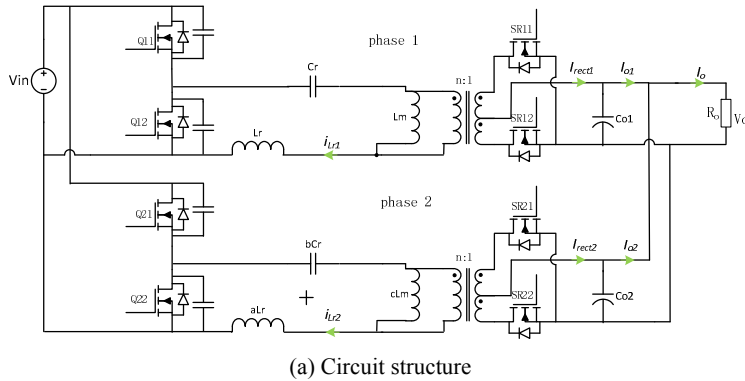 Q11
phase 1
SR11
Vin
Cr
n:1
Irect1
Io1
Io
Lm
Ro
Vo
Q12
SR12
Co1
Lr
iLr1
Q21
phase 2
SR21
bCr
n:1
Irect2
Io2
cLm
Q22
SR22
Co2
aLr
iLr2
(a) Circuit structure